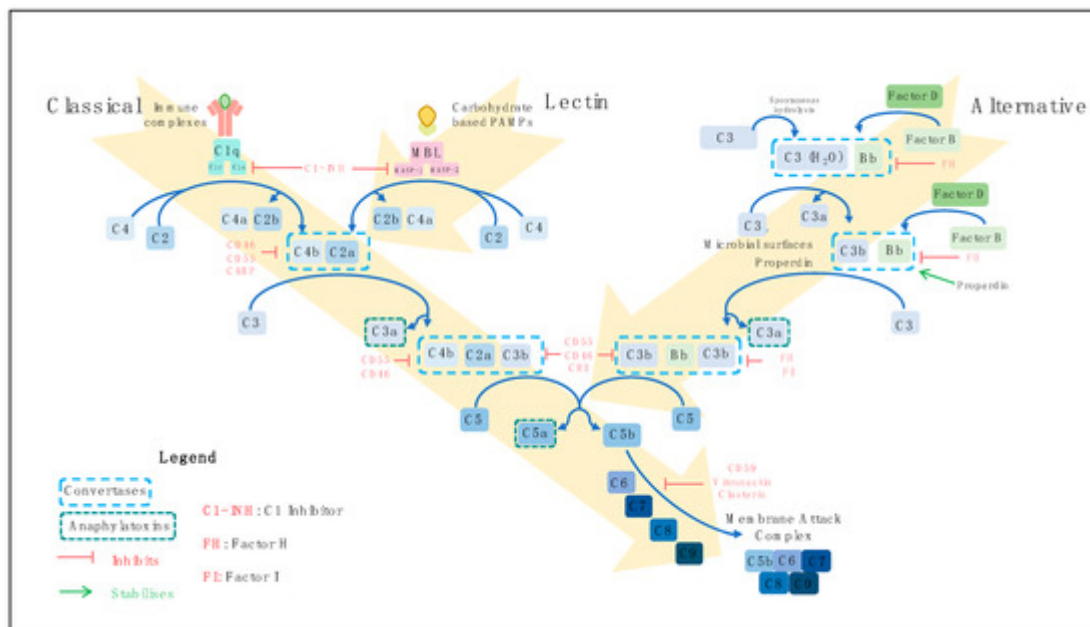 Classical
Immune
complexes
Carbohydrate
based PAMPs
Lectin
Spontaneous
hydrolysis
Factor D
Alternative
C3
Factor B
C1q
MBL
C3 (H₂O)
Bb
FH
C1-INH
MASP-2
C4a
C2b
C2b
C4a
C4
C2
C2
C4
C3
C3a
Factor D
Factor B
CD46
CD55
C4BP
C4b
C2a
Microbial surfaces
Properdin
C3b
Bb
FH
Properdin
C3
C3a
C3a
C3
CD55
CD46
C4b
C2a
C3b
CD55
CD46
CR1
C3b
Bb
C3b
FH
FI
C5
C5a
C5b
C5
CD59
Vitronectin
Clusterin
C6
C7
C8
C9
Membrane Attack
Complex
C5b
C6
C7
C8
C9
Legend
Convertases
Anaphylatoxins
Inhibits
Stabilises
C1-INH: C1 Inhibitor
FH: Factor H
FI: Factor I